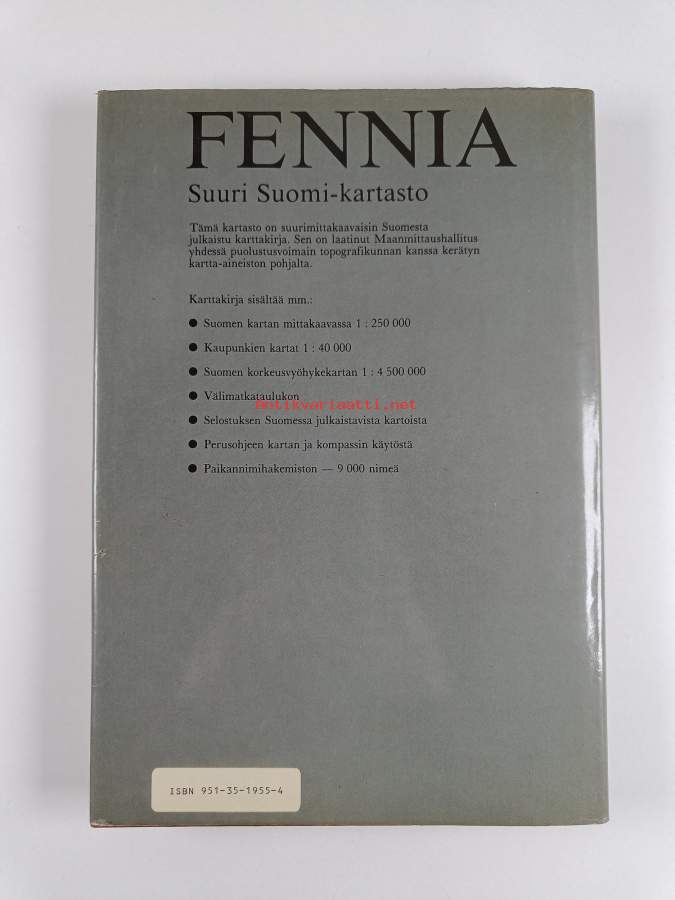 FENNIA
Suuri Suomi-kartasto
Tämä kartasto on suurimittakaavaisin Suomesta
julkaistu karttakirja. Sen on laatinut Maanmittaushallitus
yhdessä puolustusvoimain topografikunnan kanssa kerätyn
kartta-aineiston pohjalta.
Karttakirja sisältää mm.:
● Suomen kartan mittakaavassa 1 : 250 000
● Kaupunkien kartat 1 : 40 000
● Suomen korkeusvyöhykekartan 1 : 4 500 000
● Välimatkataulukon
Antikvariaatti.net
● Selostuksen Suomessa julkaistavista kartoista
● Perusohjeen kartan ja kompassin käytöstä
● Paikannimihakemiston — 9 000 nimeä
ISBN 951-35-1955-4